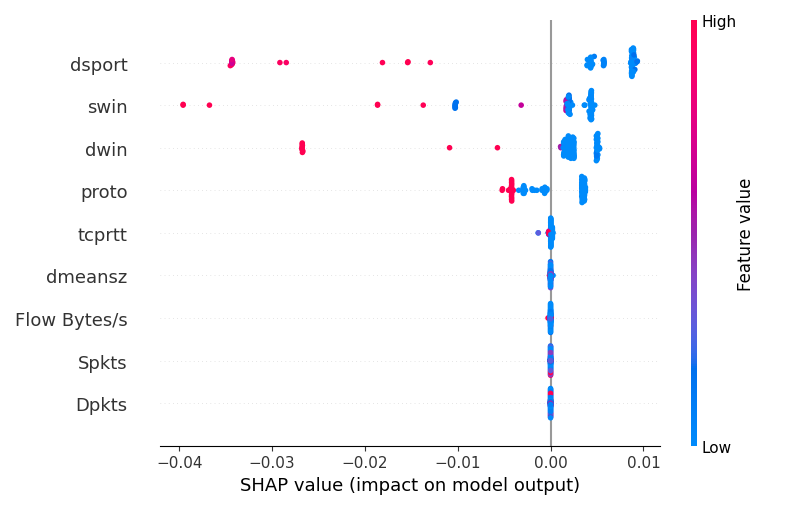 High
dsport
swin
dwin
proto
tcprtt
dmeansz
Flow Bytes/s
Spkts
Dpkts
Feature value
Low
−0.04 −0.03 −0.02 −0.01 0.00 0.01
SHAP value (impact on model output)